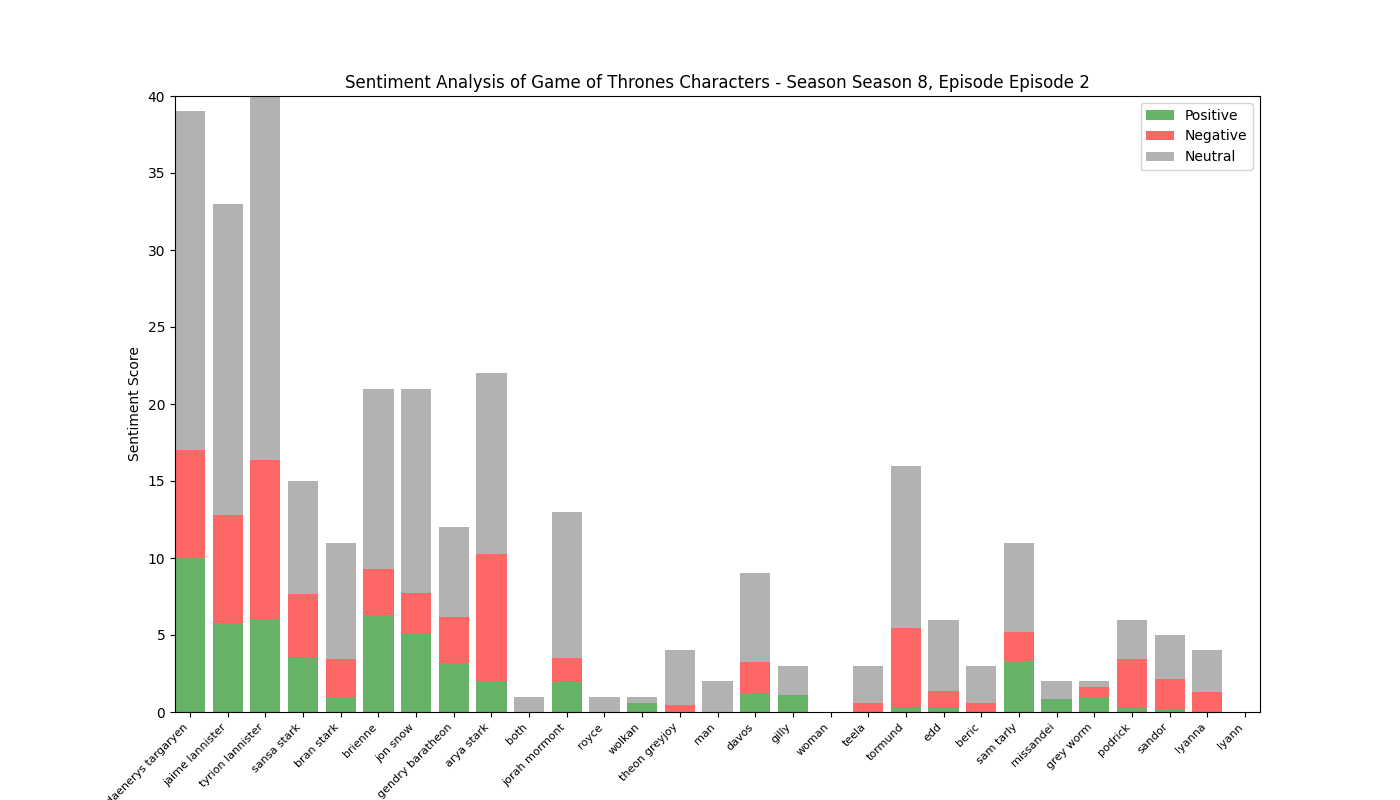 Sentiment Analysis of Game of Thrones Characters - Season Season 8, Episode Episode 2
40
35
30
25
20
15
10
5
0
Sentiment Score
Positive
Negative
Neutral
daenerys targaryen
jaime lannister
tyrion lannister
sansa stark
bran stark
brienne
jon snow
gendry baratheon
arya stark
both
jorah mormont
royce
wolkan
theon greyjoy
man
davos
gilly
woman
teela
tormund
edd
beric
sam tarly
missandei
grey worm
podrick
sandor
lyanna
lyann